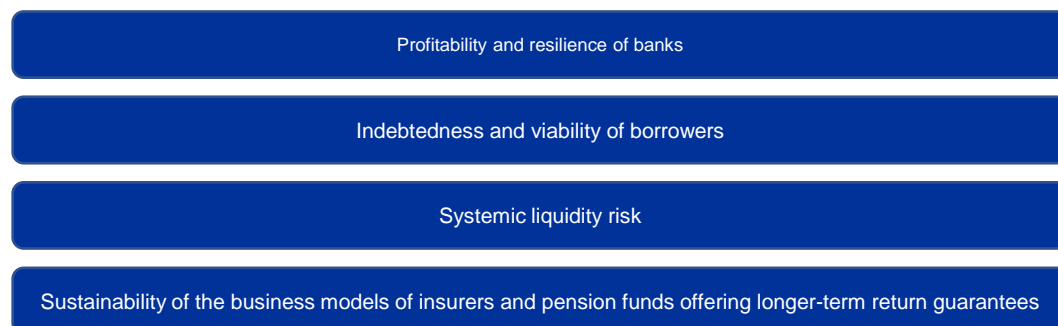 Profitability and resilience of banks
Indebtedness and viability of borrowers
Systemic liquidity risk
Sustainability of the business models of insurers and pension funds offering longer-term return guarantees